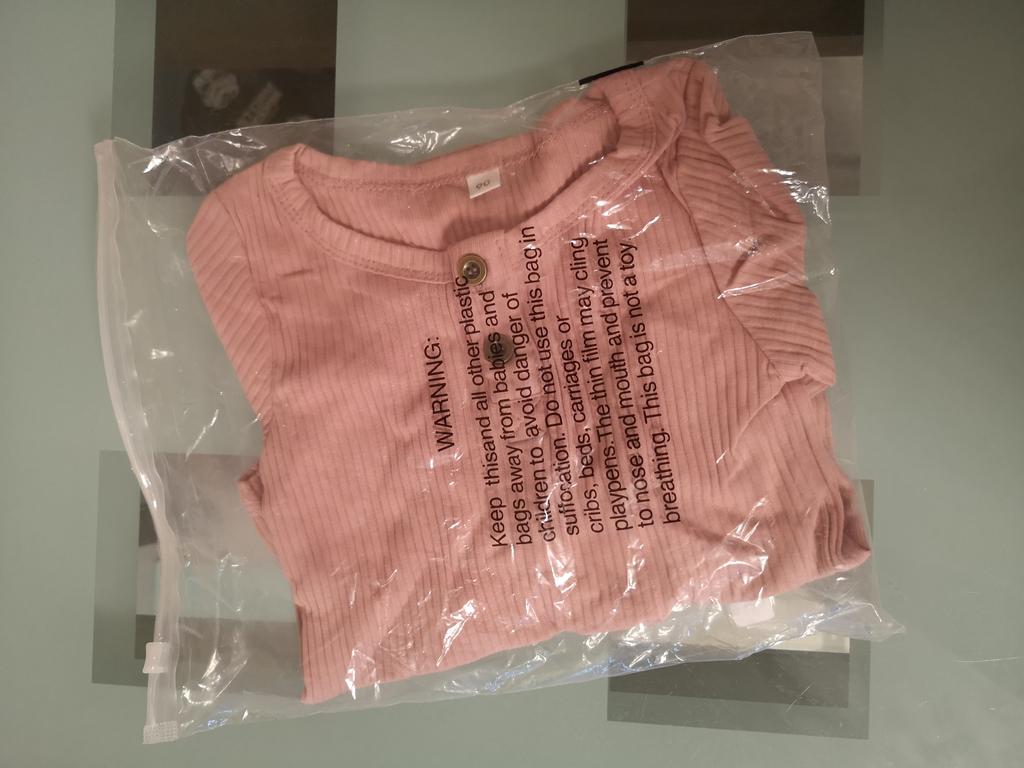 90
WARNING:
Keep thisand all other plastic
bags away from babies and
children to avoid danger of
sufforation. Do not use this bag in
cribs, beds, carriages or
playpens.The thin film may cling
to nose and mouth and prevent
breathing. This bag is not a toy